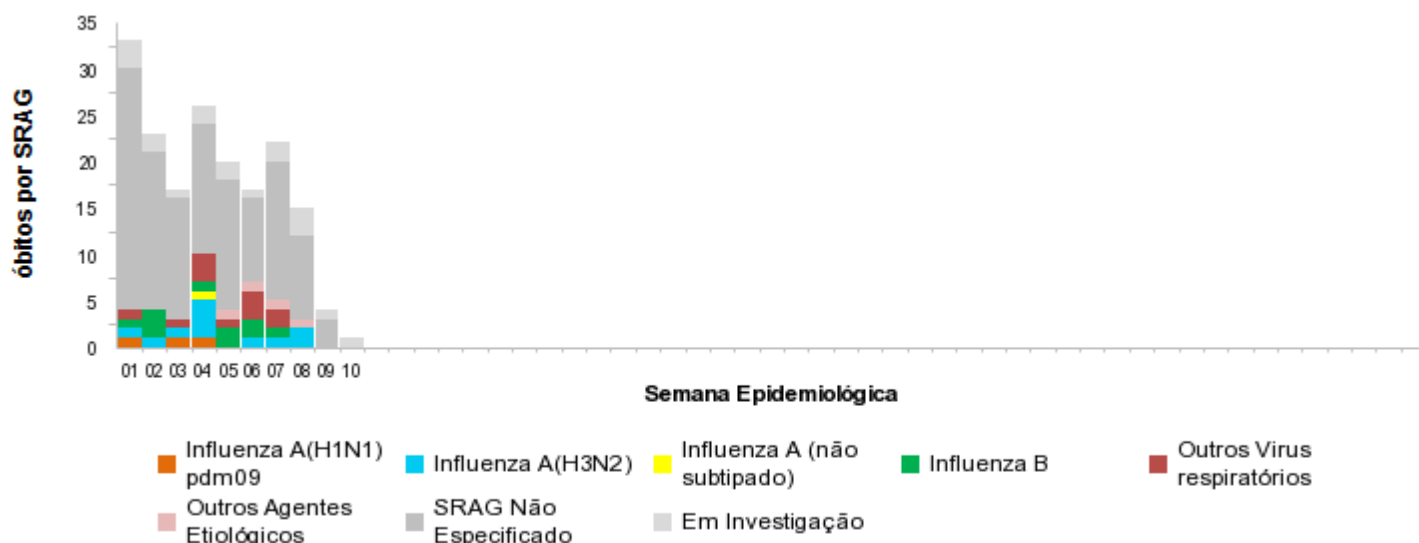 35
30
25
20
15
10
5
0
óbitos por SRAG
01 02 03 04 05 06 07 08 09 10
Semana Epidemiológica
Influenza A(H1N1)
pdm09
Influenza A(H3N2)
Influenza A (não
subtipado)
Influenza B
Outros Virus
respiratórios
Outros Agentes
Etiológicos
SRAG Não
Especificado
Em Investigação